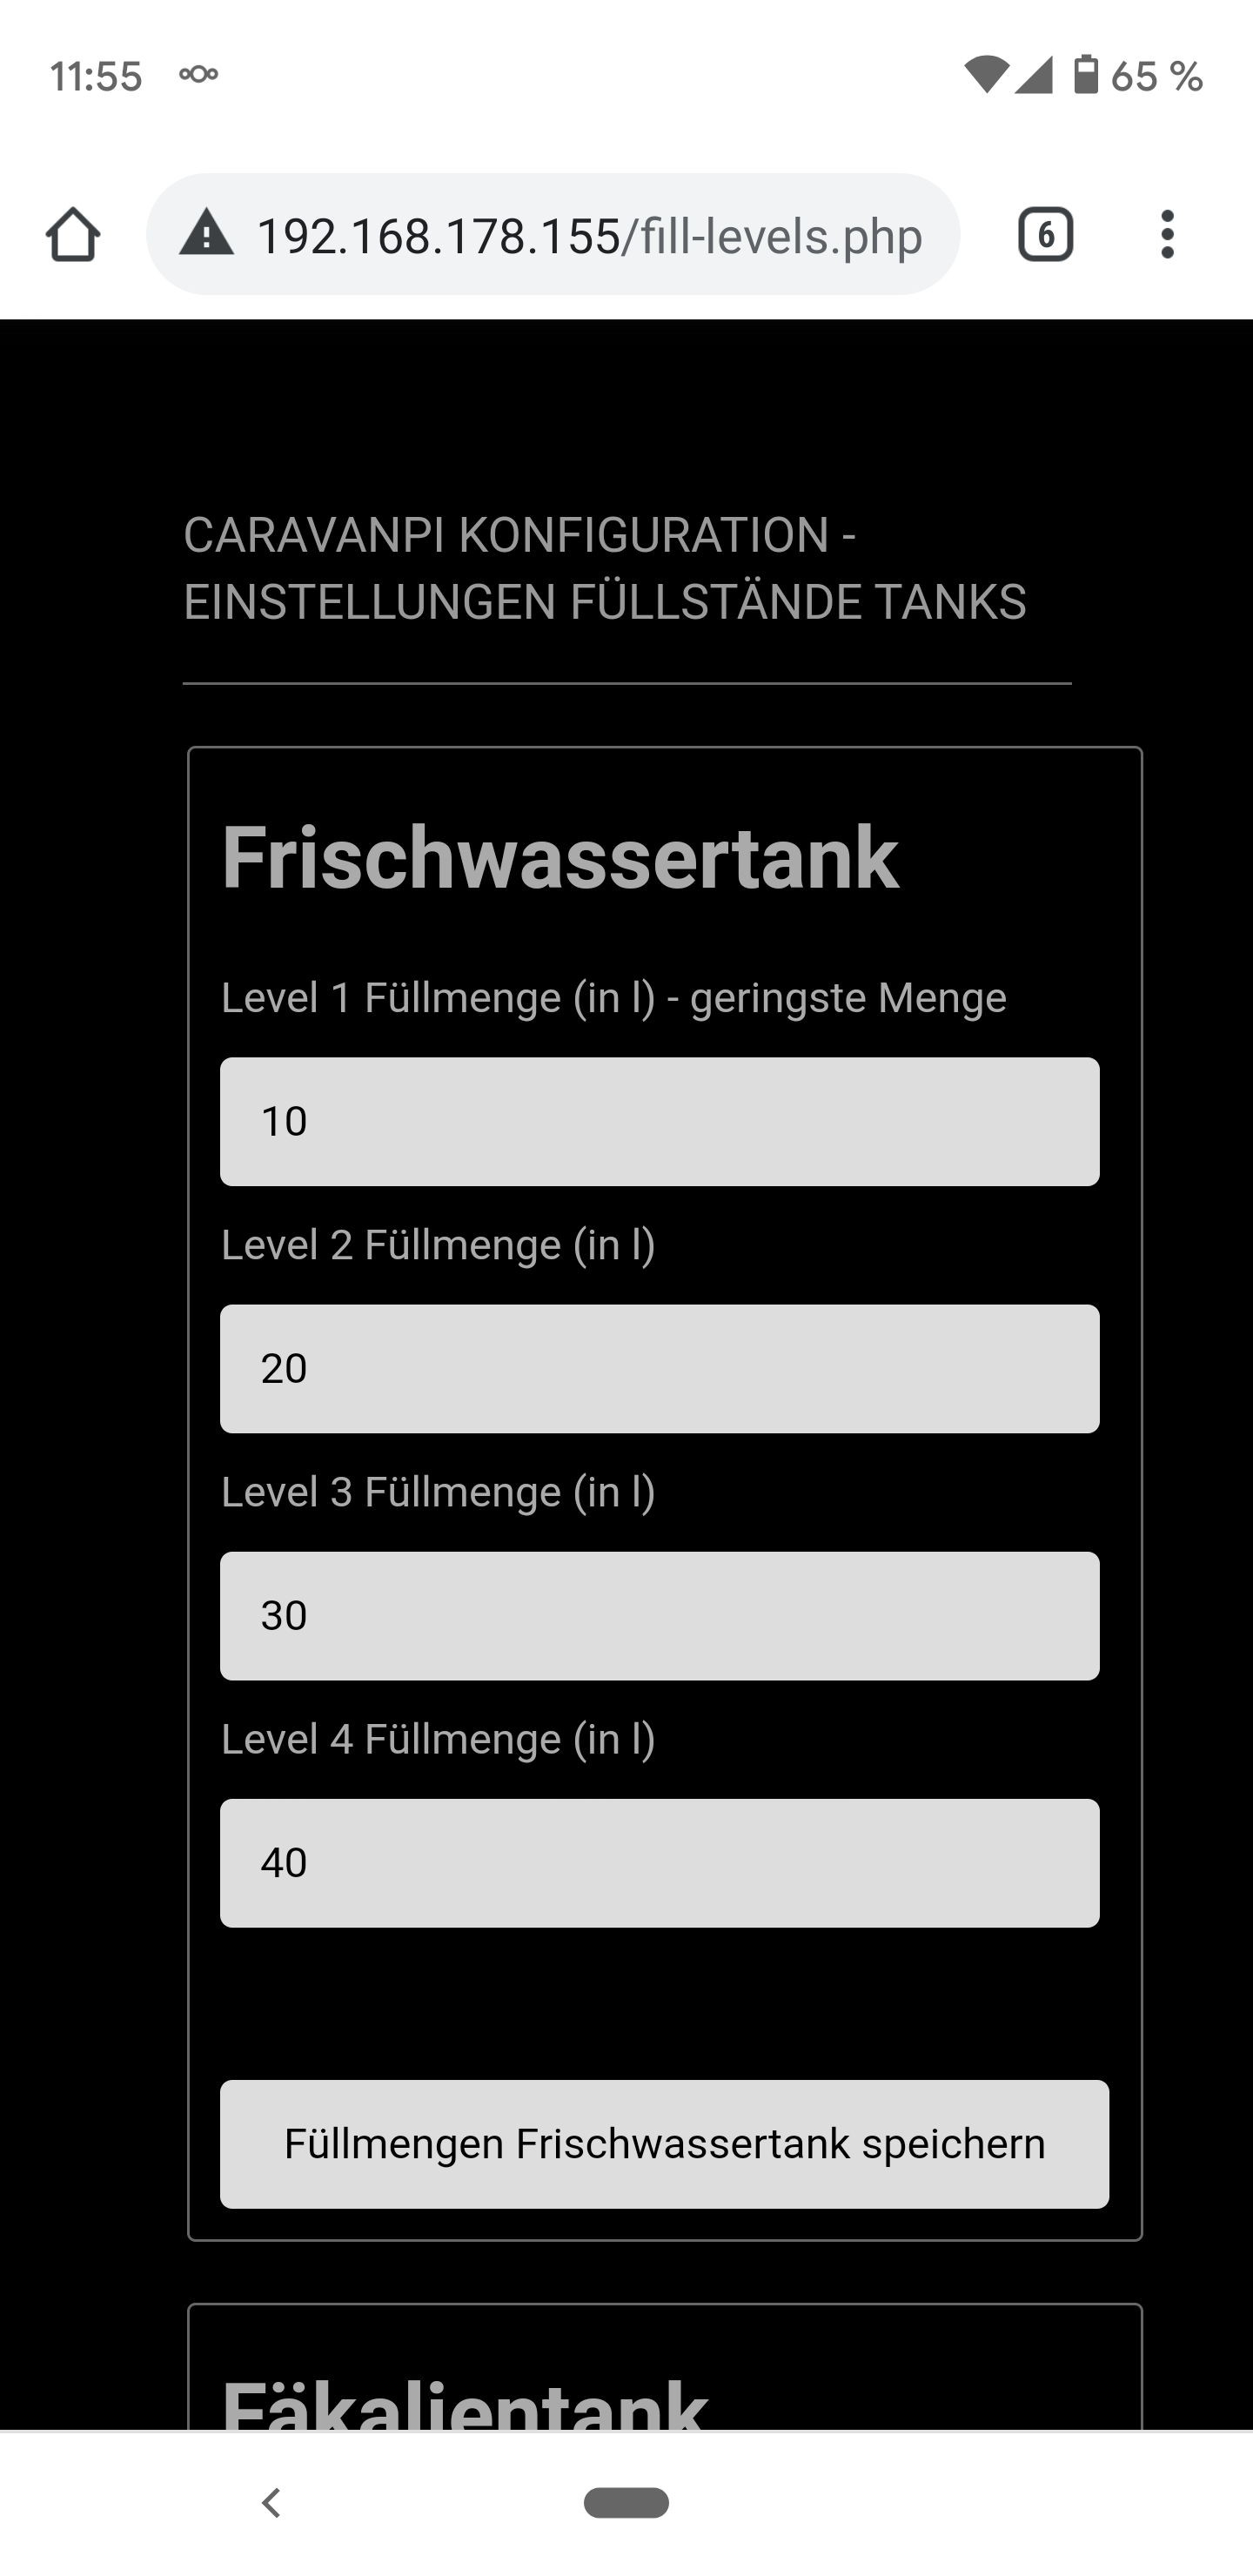 11:55
65 %
192.168.178.155/fill-levels.php
6
CARAVANPI KONFIGURATION -
EINSTELLUNGEN FÜLLSTÄNDE TANKS
Frischwassertank
Level 1 Füllmenge (in l) - geringste Menge
10
Level 2 Füllmenge (in l)
20
Level 3 Füllmenge (in l)
30
Level 4 Füllmenge (in l)
40
Füllmengen Frischwassertank speichern
Fäkalientank